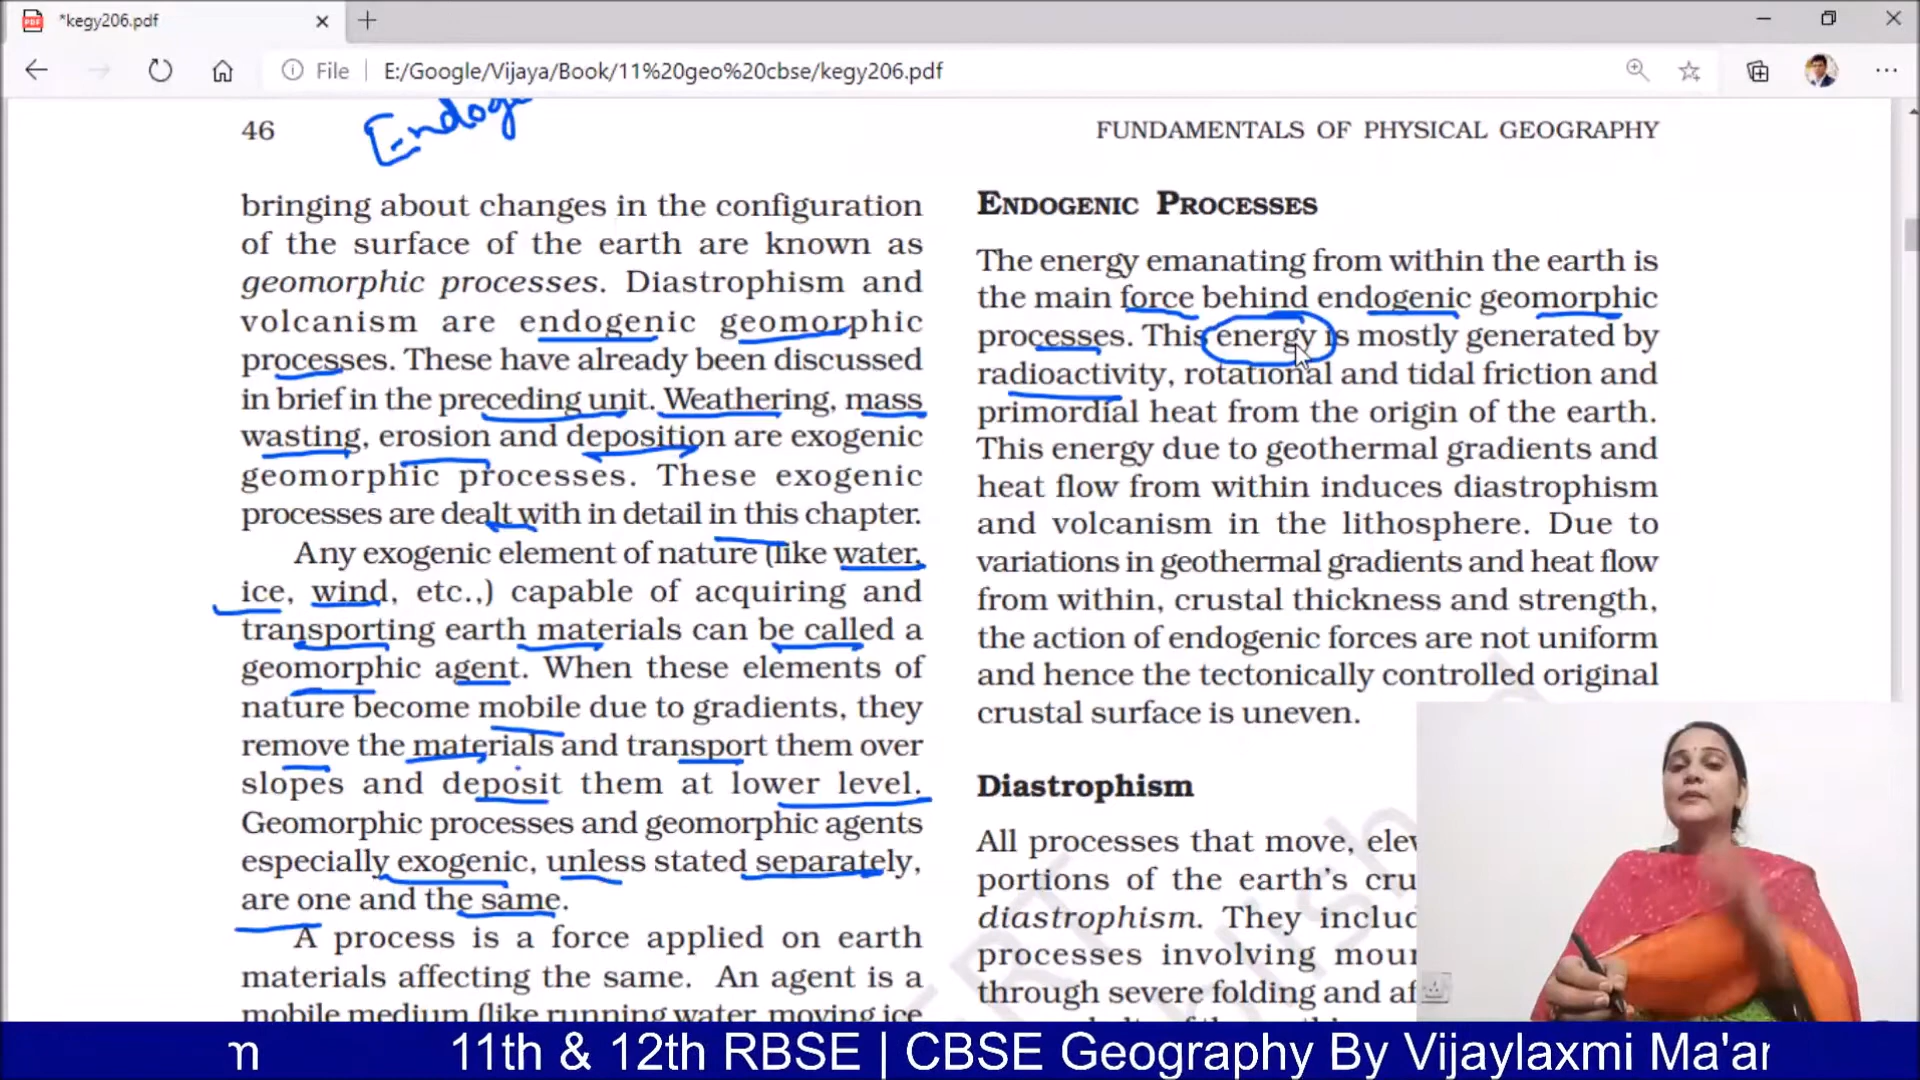 *kegy206.pdf
File
E:/Google/Vijaya/Book/11%20geo%20cbse/kegy206.pdf
46
FUNDAMENTALS OF PHYSICAL GEOGRAPHY
bringing about changes in the configuration
of the surface of the earth are known as
geomorphic processes. Diastrophism and
volcanism are endogenic geomorphic
processes. These have already been discussed
in brief in the preceding unit. Weathering, mass
wasting, erosion and deposition are exogenic
geomorphic processes. These exogenic
processes are dealt with in detail in this chapter.
Any exogenic element of nature (like water,
ice, wind, etc.,) capable of acquiring and
transporting earth materials can be called a
geomorphic agent. When these elements of
nature become mobile due to gradients, they
remove the materials and transport them over
slopes and deposit them at lower level.
Geomorphic processes and geomorphic agents
especially exogenic, unless stated separately,
are one and the same.
A process is a force applied on earth
materials affecting the same. An agent is a
mobile medium (like running water, moving ice
ENDOGENIC PROCESSES
The energy emanating from within the earth is
the main force behind endogenic geomorphic
processes. This energy is mostly generated by
radioactivity, rotational and tidal friction and
primordial heat from the origin of the earth.
This energy due to geothermal gradients and
heat flow from within induces diastrophism
and volcanism in the lithosphere. Due to
variations in geothermal gradients and heat flow
from within, crustal thickness and strength,
the action of endogenic forces are not uniform
and hence the tectonically controlled original
crustal surface is uneven.
Diastrophism
All processes that move, elev
portions of the earth's cru
diastrophism. They includ
processes involving moun
through severe folding and af
11th & 12th RBSE | CBSE Geography By Vijaylaxmi Ma'ar